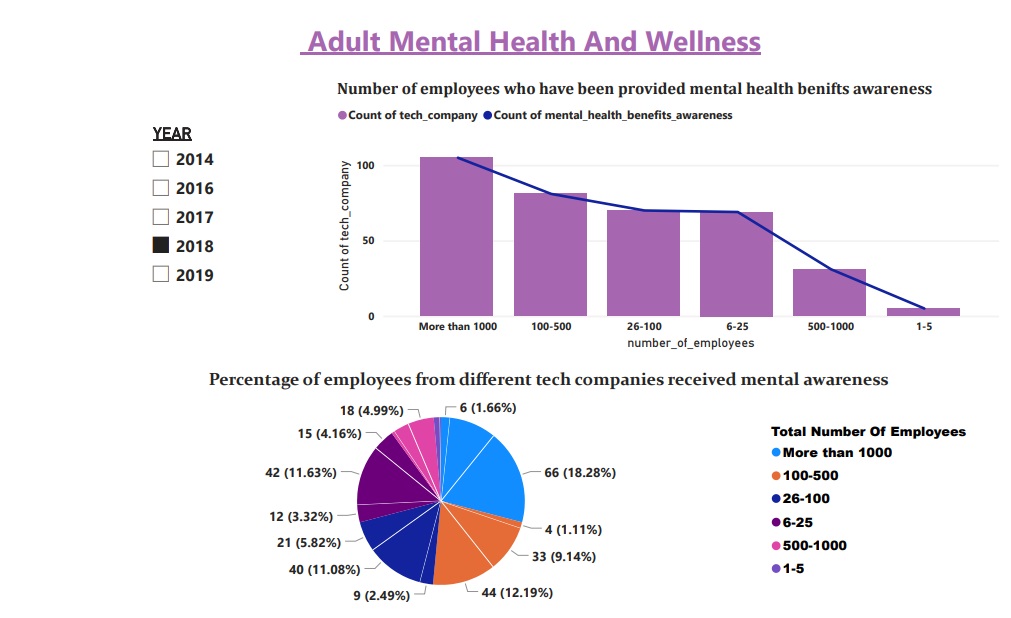 Adult Mental Health And Wellness
Number of employees who have been provided mental health benifts awareness
Count of tech_company Count of mental_health_benefits_awareness
YEAR
2014
2016
2017
2018
2019
Count of tech_company
100
50
0
More than 1000 100-500 26-100 6-25 500-1000 1-5
number_of_employees
Percentage of employees from different tech companies received mental awareness
18 (4.99%) 6 (1.66%)
15 (4.16%)
42 (11.63%) 66 (18.28%)
12 (3.32%) 4 (1.11%)
21 (5.82%) 33 (9.14%)
40 (11.08%)
9 (2.49%) 44 (12.19%)
Total Number Of Employees
More than 1000
100-500
26-100
6-25
500-1000
1-5